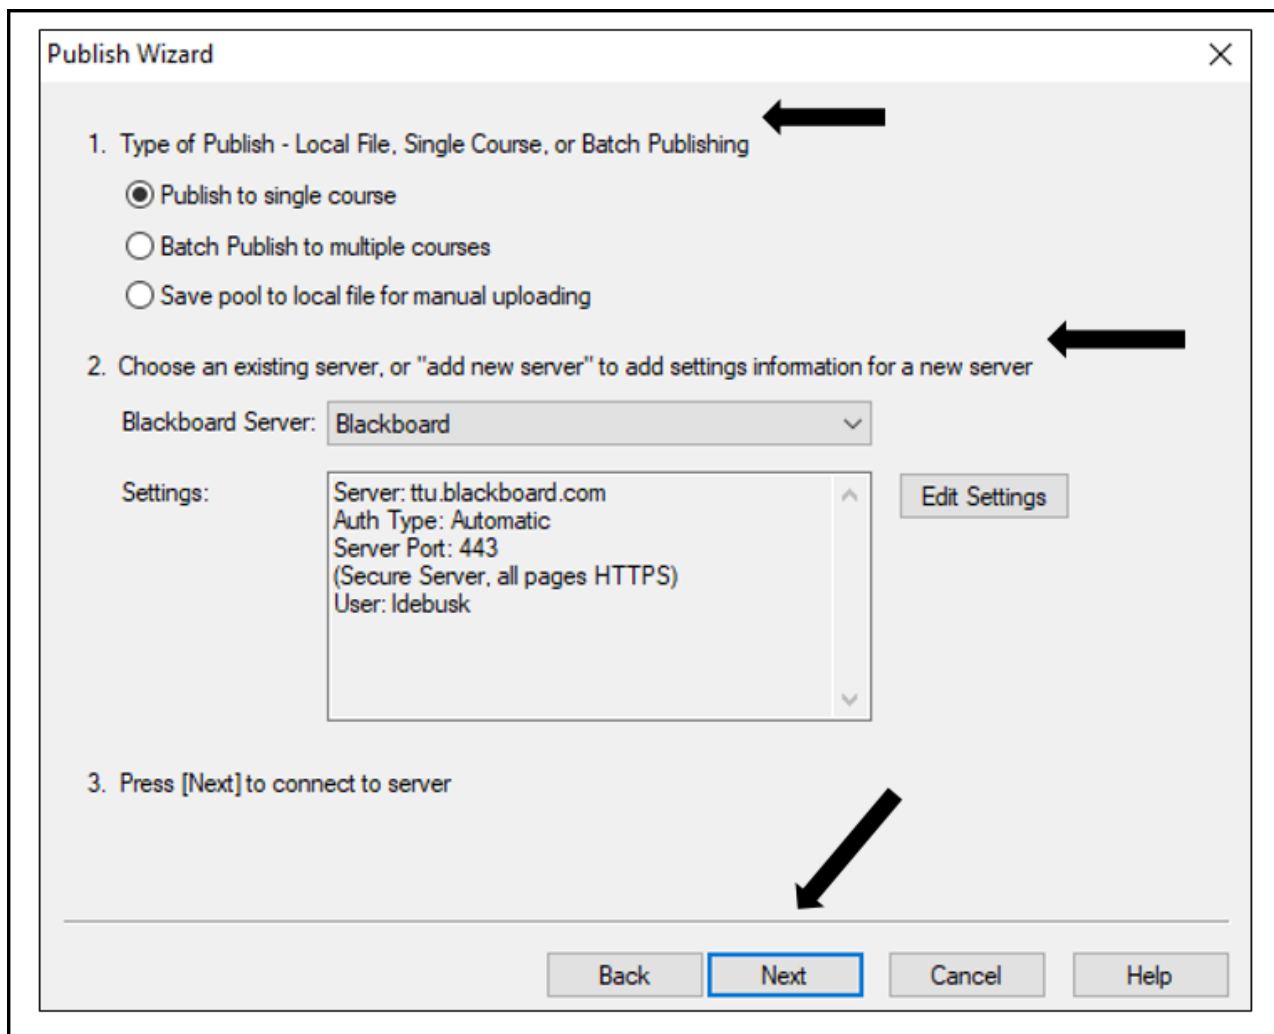 Publish Wizard
1. Type of Publish - Local File, Single Course, or Batch Publishing
Publish to single course
Batch Publish to multiple courses
Save pool to local file for manual uploading
2. Choose an existing server, or "add new server" to add settings information for a new server
Blackboard Server: Blackboard
Settings:
Server: ttu.blackboard.com
Auth Type: Automatic
Server Port: 443
(Secure Server, all pages HTTPS)
User: ldebusk
Edit Settings
3. Press [Next] to connect to server
Back Next Cancel Help